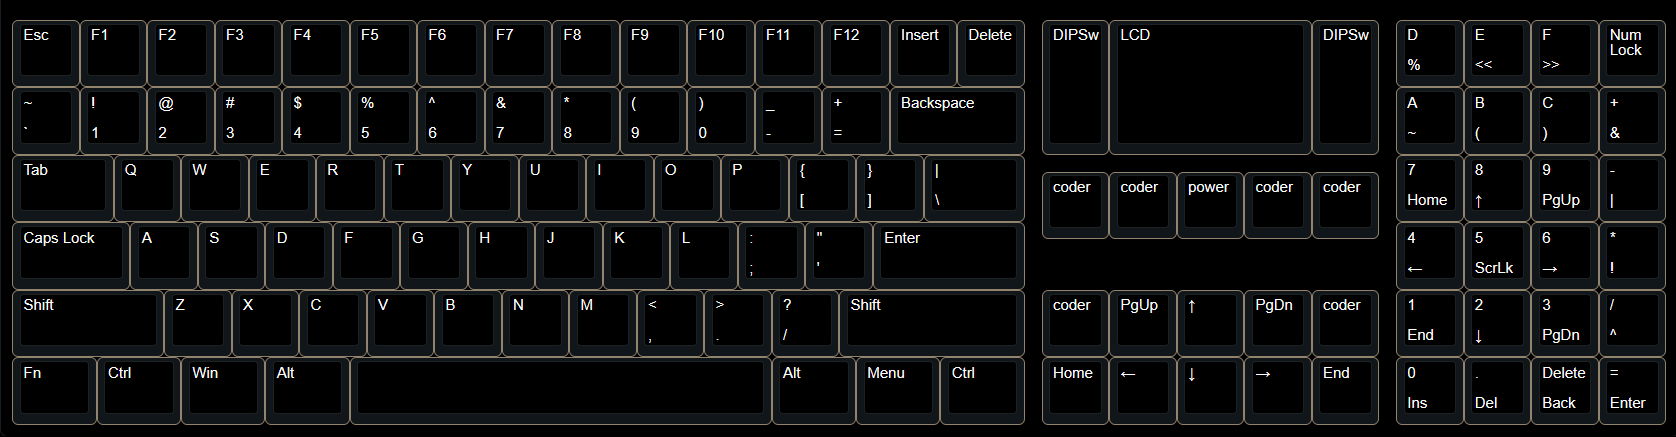 Esc F1 F2 F3 F4 F5 F6 F7 F8 F9 F10 F11 F12 Insert Delete DIPSw LCD DIPSw D E F Num
Lock
% << >>
~ ! @ # $ % ^ & * ( ) _ + Backspace A B C +
` 1 2 3 4 5 6 7 8 9 0 - = ~ ( ) &
Tab Q W E R T Y U I O P { } | 7 8 9 -
[ ] \ Home ↑ PgUp |
coder coder power coder coder
Caps Lock A S D F G H J K L : " Enter 4 5 6 *
; ' ← ScrLk → !
Shift Z X C V B N M < > ? Shift coder PgUp ↑ PgDn coder 1 2 3 /
, . / End ↓ PgDn ^
Fn Ctrl Win Alt Alt Menu Ctrl Home ← ↓ → End 0 . Delete =
Ins Del Back Enter